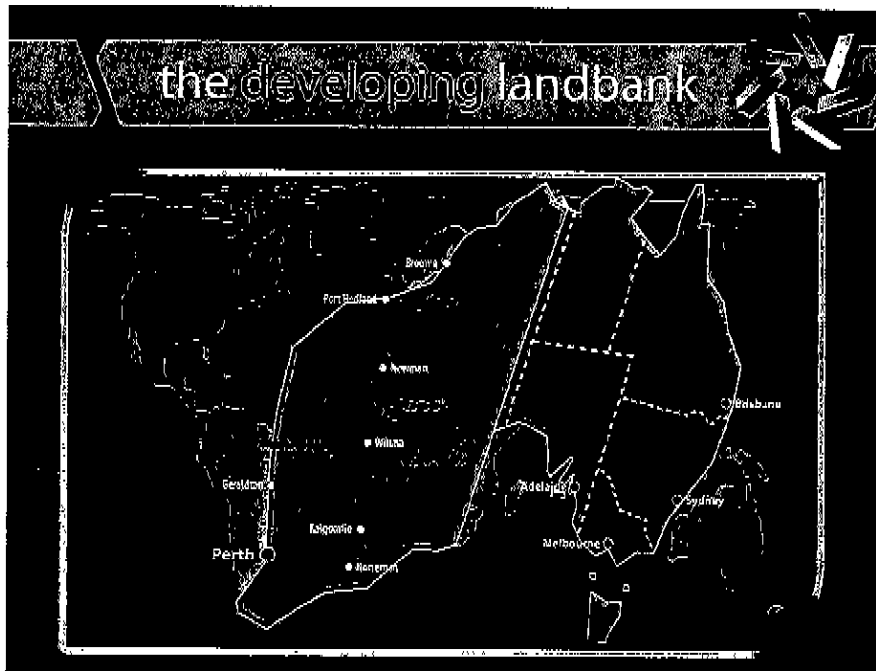 the developing landbank
Broome
Port Hedland
Newman
Brisbane
Wiluna
Geraldton
Adelaide
Sydney
Kalgoorlie
Melbourne
Perth